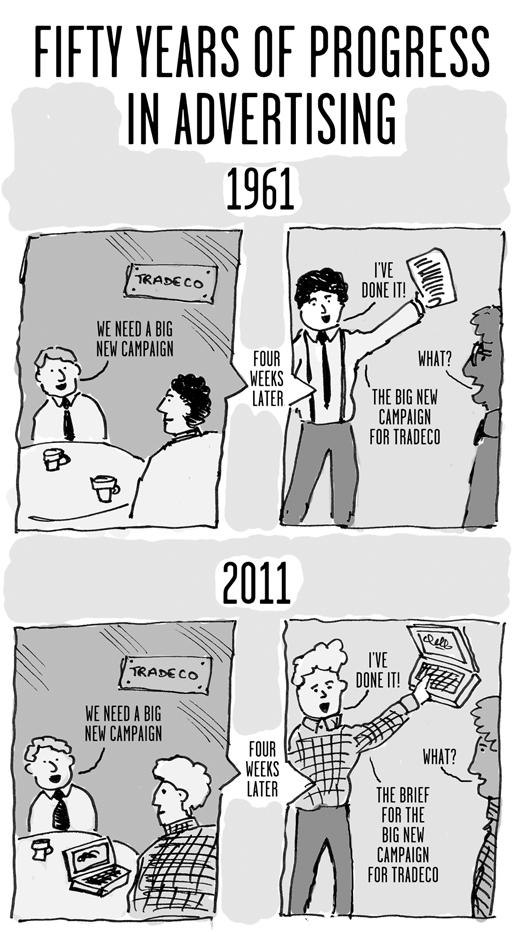 FIFTY YEARS OF PROGRESS
IN ADVERTISING
1961
TRADECO
WE NEED A BIG
NEW CAMPAIGN
FOUR
WEEKS
LATER
I'VE
DONE IT!
WHAT?
THE BIG NEW
CAMPAIGN
FOR TRADECO
2011
TRADECO
WE NEED A BIG
NEW CAMPAIGN
FOUR
WEEKS
LATER
I'VE
DONE IT!
WHAT?
THE BRIEF
FOR THE
BIG NEW
CAMPAIGN
FOR TRADECO